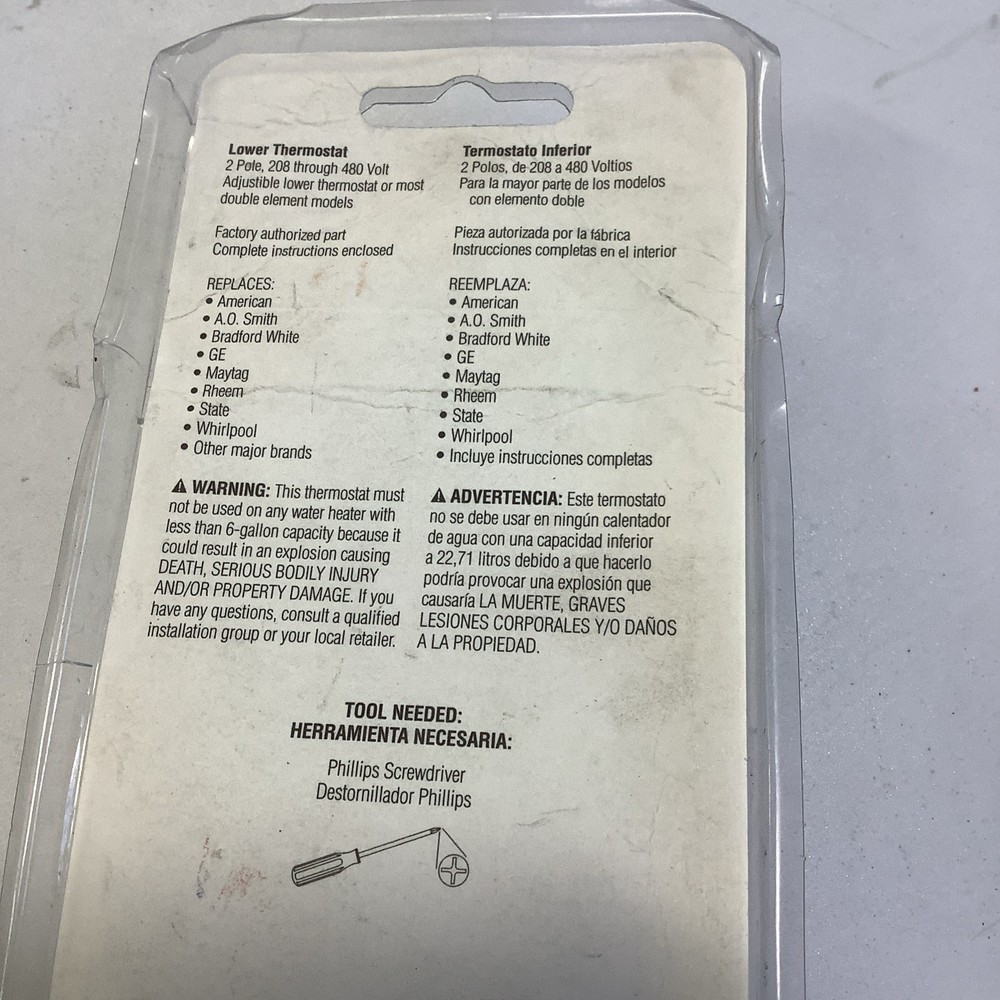 Lower Thermostat
2 Pole, 208 through 480 Volt
Adjustible lower thermostat or most
double element models
Factory authorized part
Complete instructions enclosed
REPLACES:
• American
• A.O. Smith
• Bradford White
• GE
• Maytag
• Rheem
• State
• Whirlpool
• Other major brands
⚠ WARNING: This thermostat must
not be used on any water heater with
less than 6-gallon capacity because it
could result in an explosion causing
DEATH, SERIOUS BODILY INJURY
AND/OR PROPERTY DAMAGE. If you
have any questions, consult a qualified
installation group or your local retailer.
Termostato Inferior
2 Polos, de 208 a 480 Voltios
Para la mayor parte de los modelos
con elemento doble
Pieza autorizada por la fábrica
Instrucciones completas en el interior
REEMPLAZA:
• American
• A.O. Smith
• Bradford White
• GE
• Maytag
• Rheem
• State
• Whirlpool
• Incluye instrucciones completas
⚠ ADVERTENCIA: Este termostato
no se debe usar en ningún calentador
de agua con una capacidad inferior
a 22,71 litros debido a que hacerlo
podría provocar una explosión que
causaría LA MUERTE, GRAVES
LESIONES CORPORALES Y/O DAÑOS
A LA PROPIEDAD.
TOOL NEEDED:
HERRAMIENTA NECESARIA:
Phillips Screwdriver
Destornillador Phillips